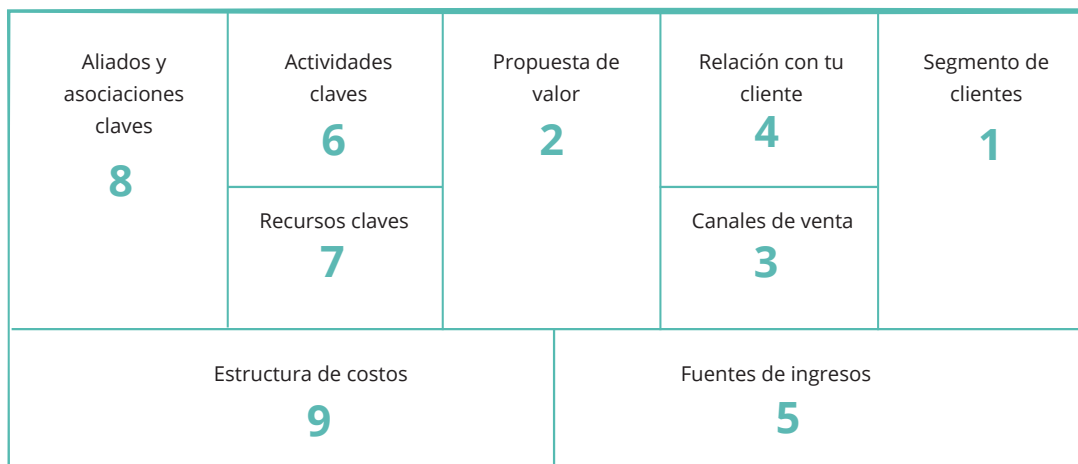 Aliados y
asociaciones
claves
8
Actividades
claves
6
Recursos claves
7
Propuesta de
valor
2
Relación con tu
cliente
4
Canales de venta
3
Segmento de
clientes
1
Estructura de costos
9
Fuentes de ingresos
5